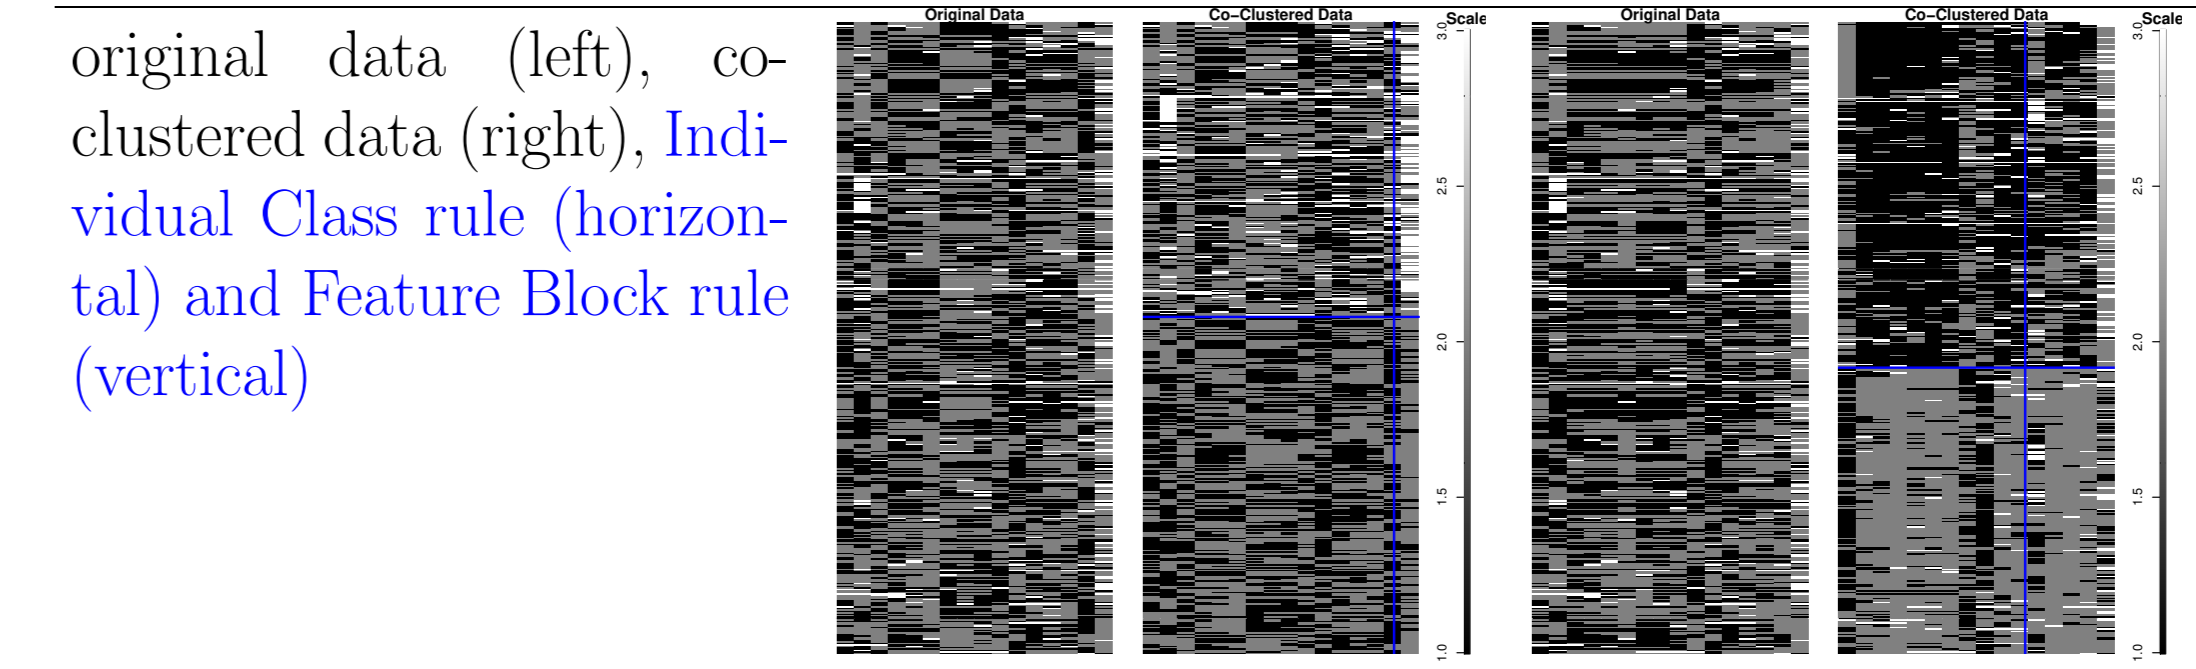 original data (left), co-
clustered data (right), Indi-
vidual Class rule (horizon-
tal) and Feature Block rule
(vertical)
Original Data
Co−Clustered Data
Scale
3.0
2.5
2.0
1.5
1.0
Original Data
Co−Clustered Data
Scale
3.0
2.5
2.0
1.5
1.0